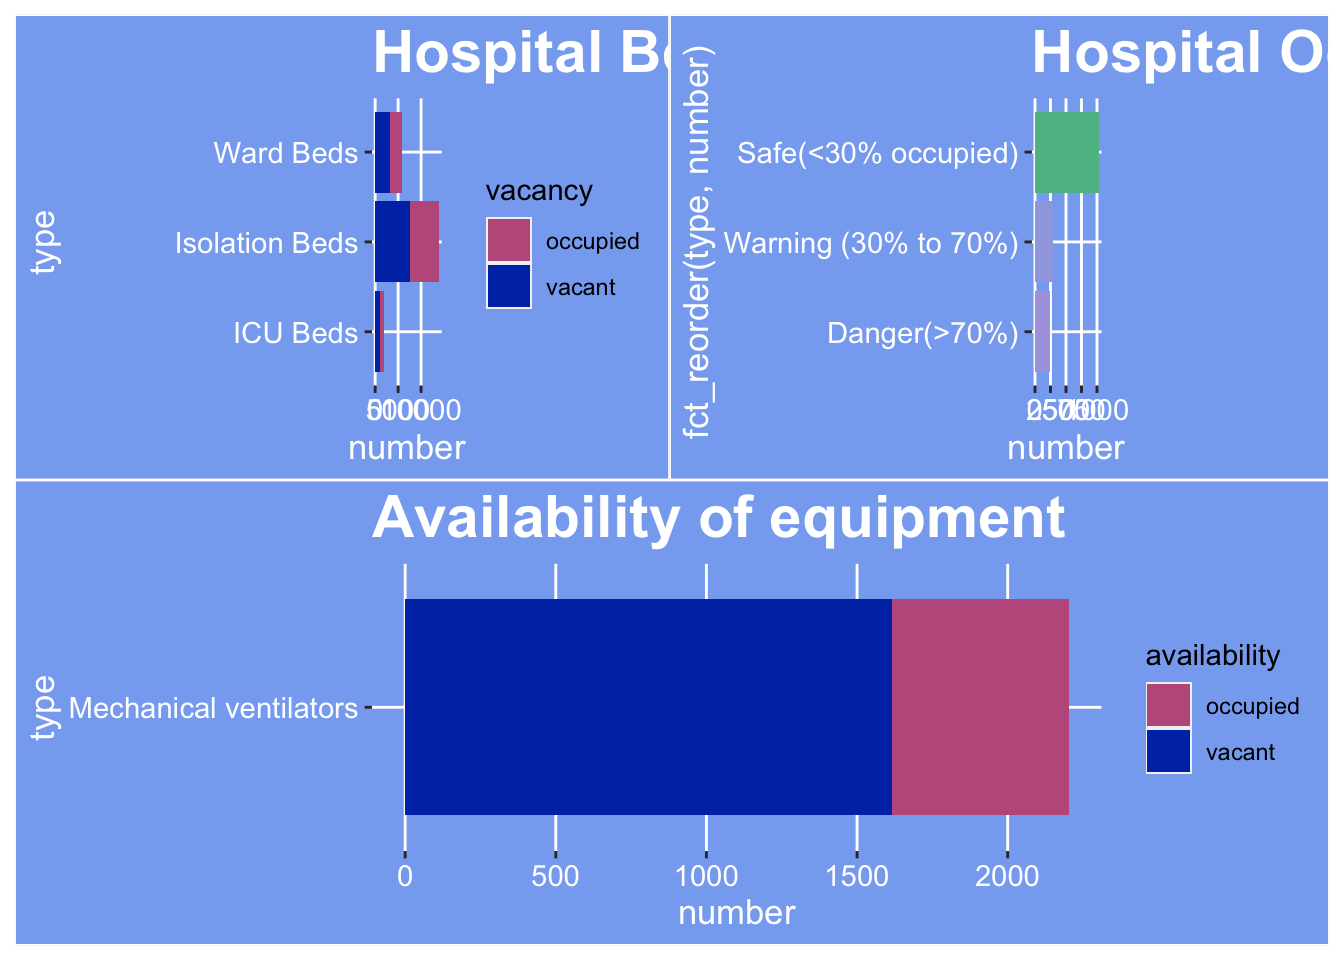 Hospital Be
type
Ward Beds
Isolation Beds
ICU Beds
vacancy
occupied
vacant
number
Hospital O
fct_reorder(type, number)
Safe(<30% occupied)
Warning (30% to 70%)
Danger(>70%)
number
Availability of equipment
type
Mechanical ventilators
0 500 1000 1500 2000
number
availability
occupied
vacant